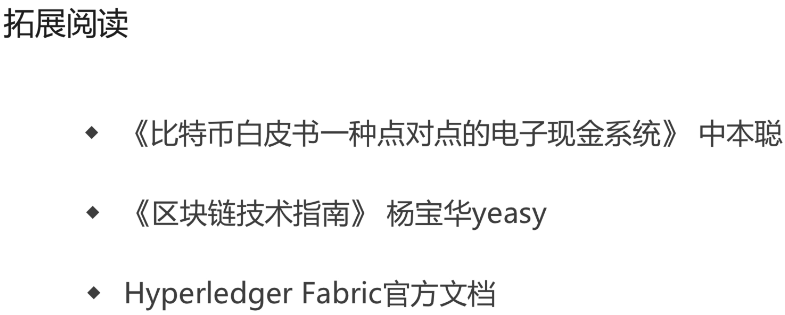 拓展阅读
◆ 《比特币白皮书一种点对点的电子现金系统》 中本聪
◆ 《区块链技术指南》 杨宝华yeasy
◆ Hyperledger Fabric官方文档